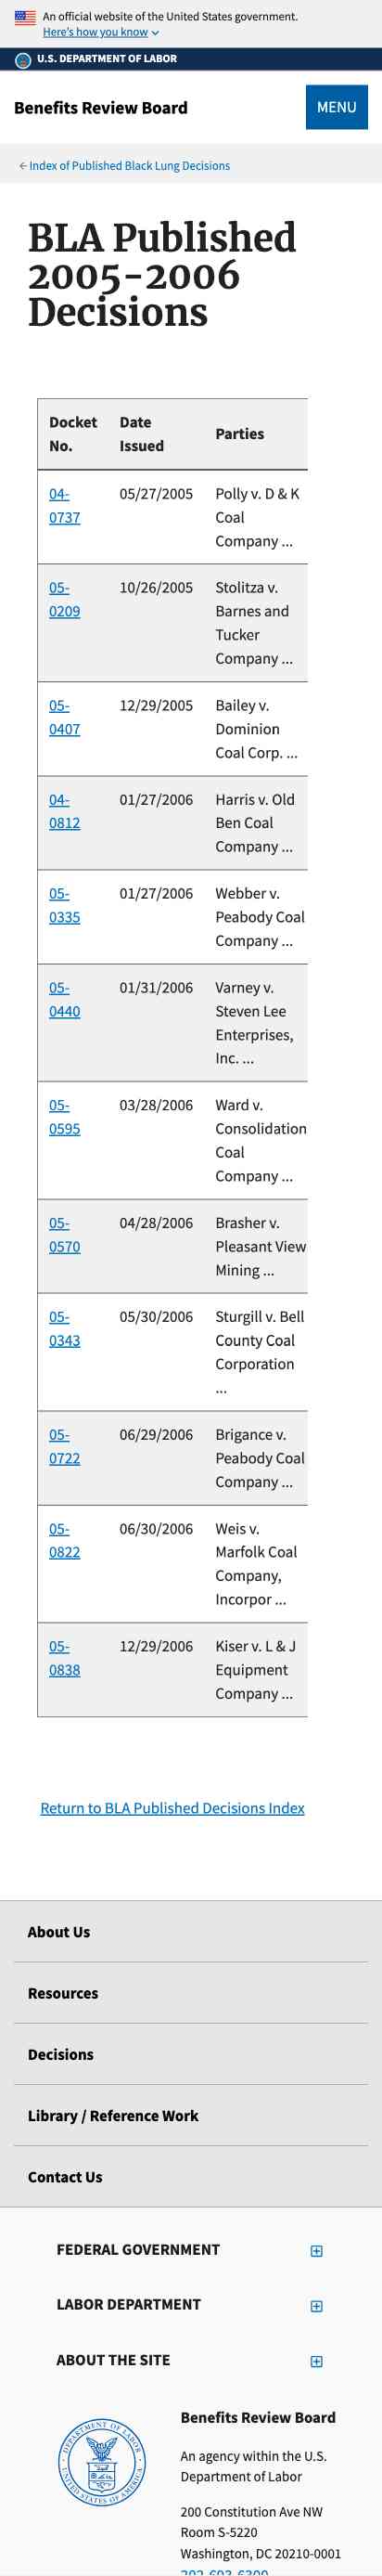 An official website of the United States government.
Here's how you know
U.S. DEPARTMENT OF LABOR
Benefits Review Board
MENU
← Index of Published Black Lung Decisions
BLA Published
2005-2006
Decisions
Docket No. Date Issued Parties
04-0737 05/27/2005 Polly v. D & K Coal Company ...
05-0209 10/26/2005 Stolitza v. Barnes and Tucker Company ...
05-0407 12/29/2005 Bailey v. Dominion Coal Corp. ...
04-0812 01/27/2006 Harris v. Old Ben Coal Company ...
05-0335 01/27/2006 Webber v. Peabody Coal Company ...
05-0440 01/31/2006 Varney v. Steven Lee Enterprises, Inc. ...
05-0595 03/28/2006 Ward v. Consolidation Coal Company ...
05-0570 04/28/2006 Brasher v. Pleasant View Mining ...
05-0343 05/30/2006 Sturgill v. Bell County Coal Corporation ...
05-0722 06/29/2006 Brigance v. Peabody Coal Company ...
05-0822 06/30/2006 Weis v. Marfolk Coal Company, Incorpor ...
05-0838 12/29/2006 Kiser v. L & J Equipment Company ...
Return to BLA Published Decisions Index
About Us
Resources
Decisions
Library / Reference Work
Contact Us
FEDERAL GOVERNMENT
LABOR DEPARTMENT
ABOUT THE SITE
DEPARTMENT OF LABOR
UNITED STATES OF AMERICA
Benefits Review Board
An agency within the U.S.
Department of Labor
200 Constitution Ave NW
Room S-5220
Washington, DC 20210-0001